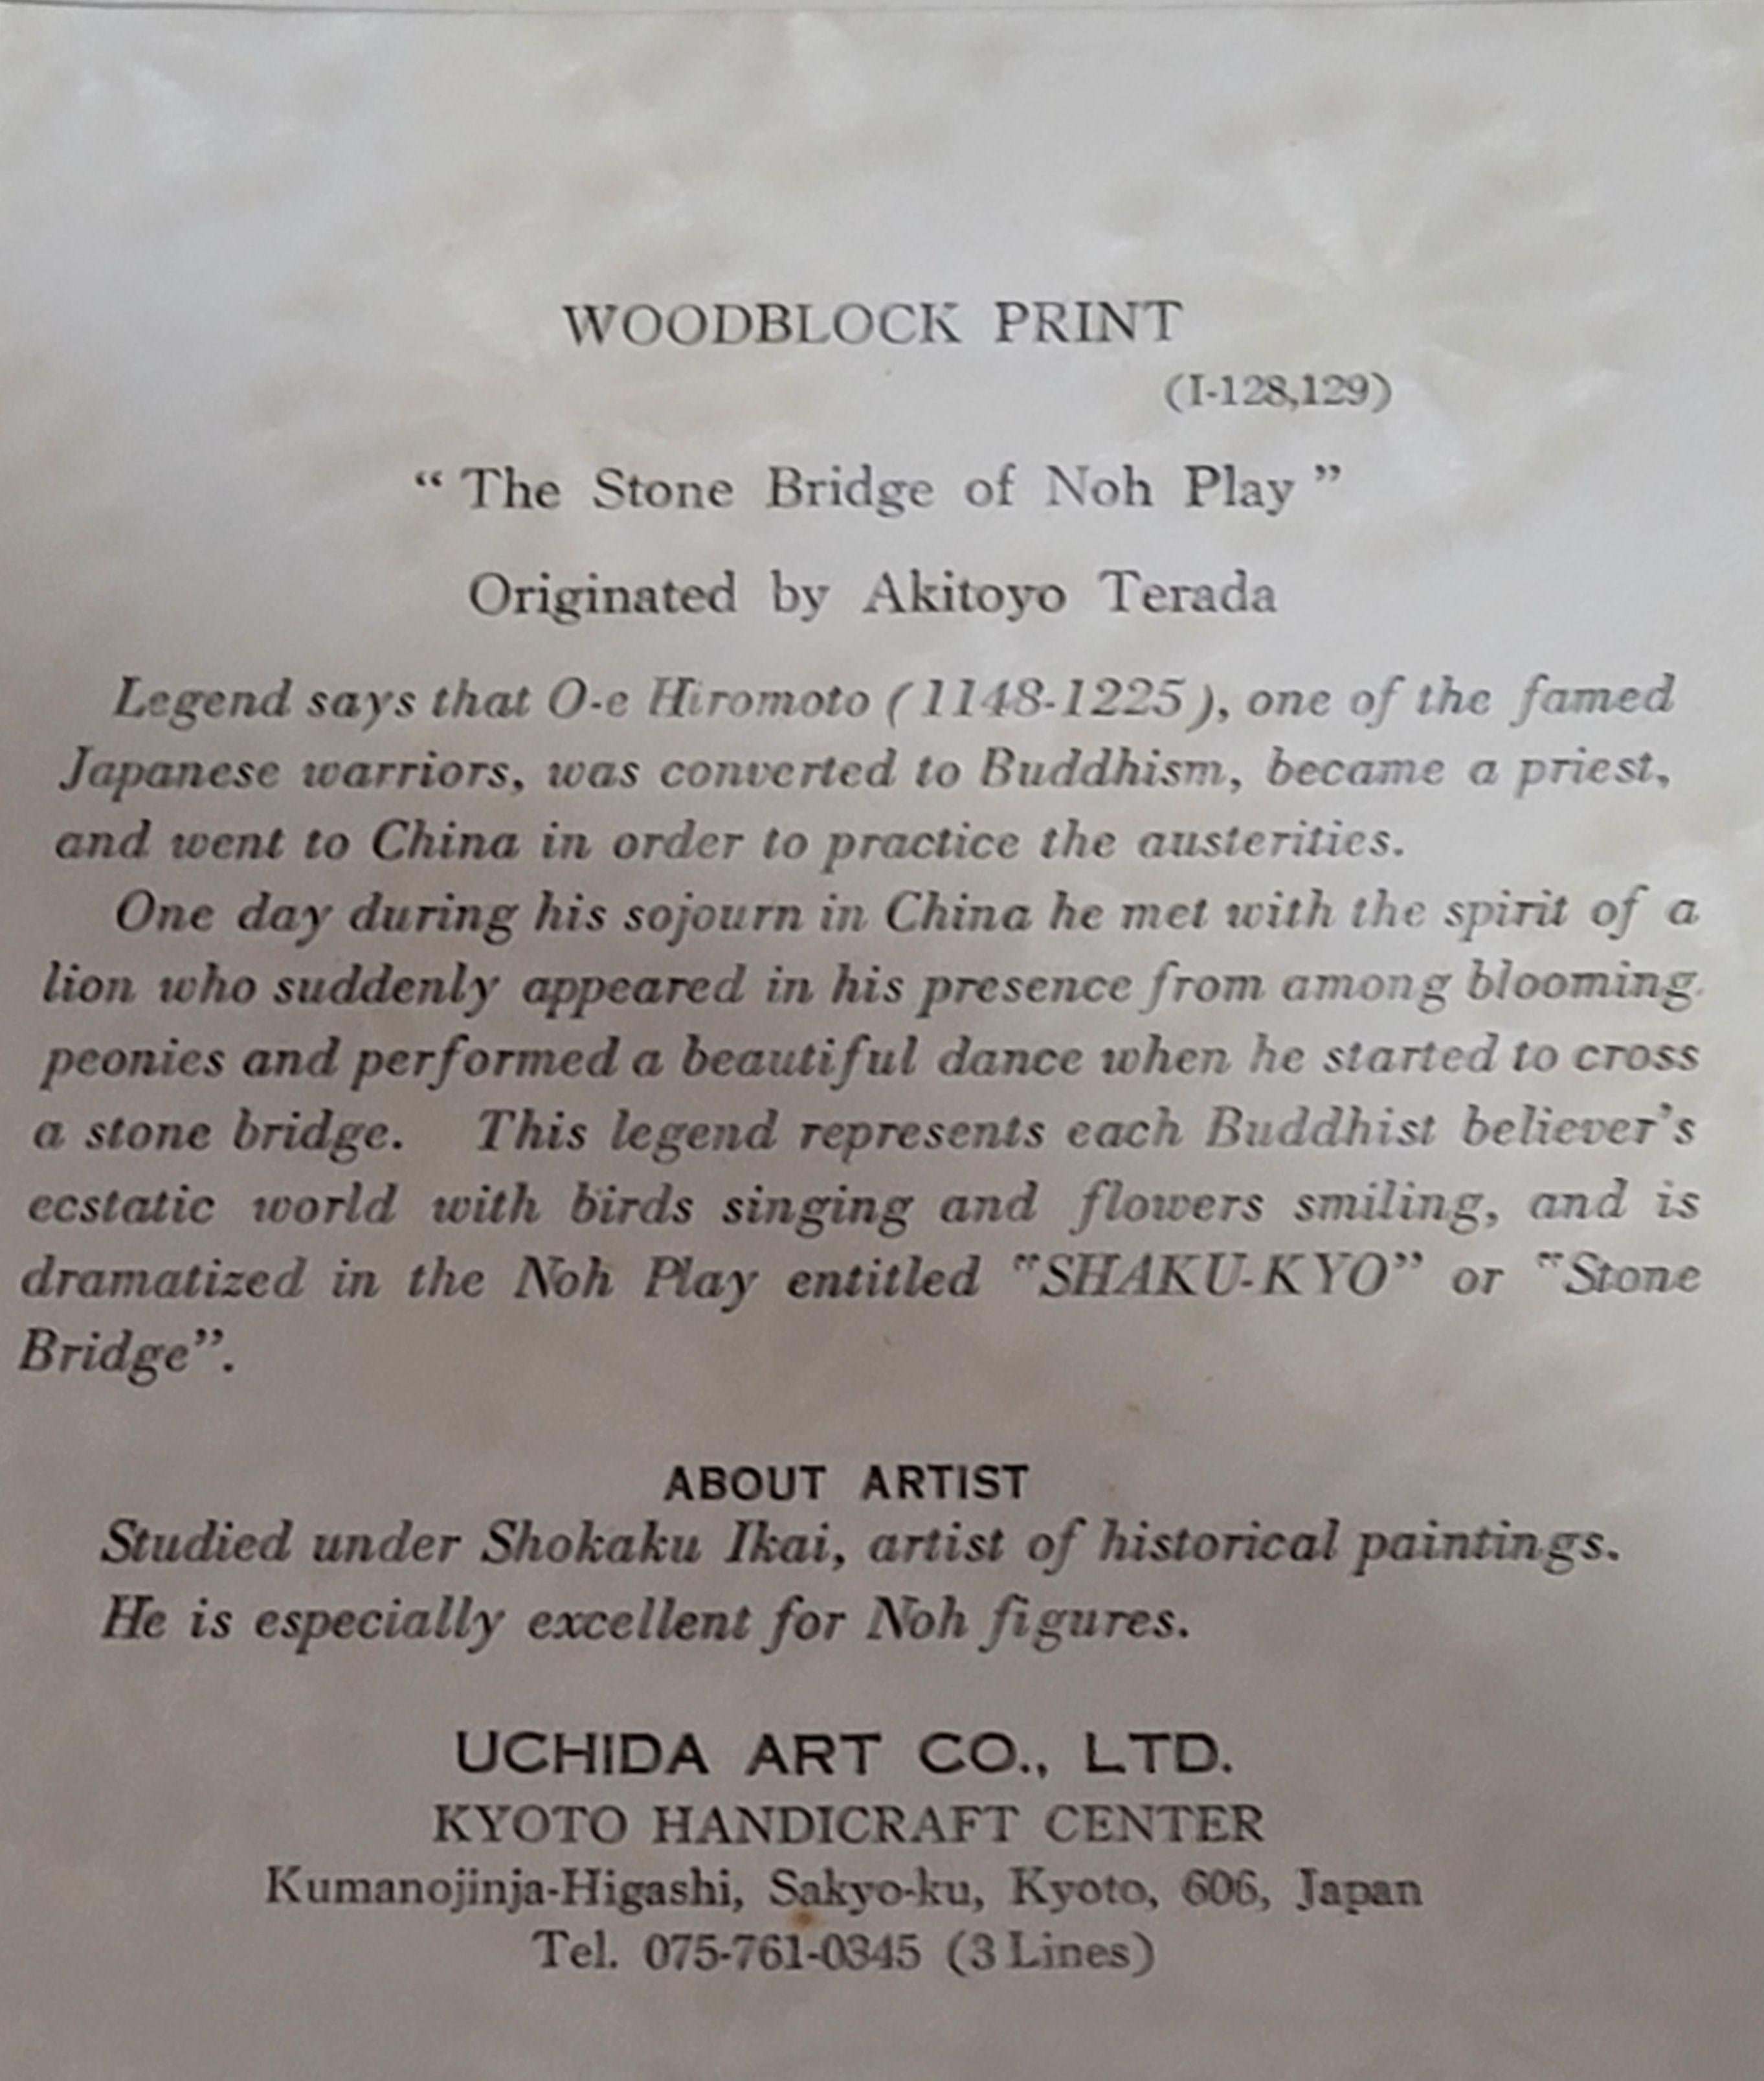 WOODBLOCK PRINT
(I-128,129)
“ The Stone Bridge of Noh Play ”
Originated by Akitoyo Terada
Legend says that O-e Hiromoto (1148-1225), one of the famed
Japanese warriors, was converted to Buddhism, became a priest,
and went to China in order to practice the austerities.
One day during his sojourn in China he met with the spirit of a
lion who suddenly appeared in his presence from among blooming
peonies and performed a beautiful dance when he started to cross
a stone bridge. This legend represents each Buddhist believer’s
ecstatic world with birds singing and flowers smiling, and is
dramatized in the Noh Play entitled "SHAKU-KYO” or "Stone
Bridge”.
ABOUT ARTIST
Studied under Shokaku Ikai, artist of historical paintings.
He is especially excellent for Noh figures.
UCHIDA ART CO., LTD.
KYOTO HANDICRAFT CENTER
Kumanojinja-Higashi, Sakyo-ku, Kyoto, 606, Japan
Tel. 075-761-0345 (3 Lines)